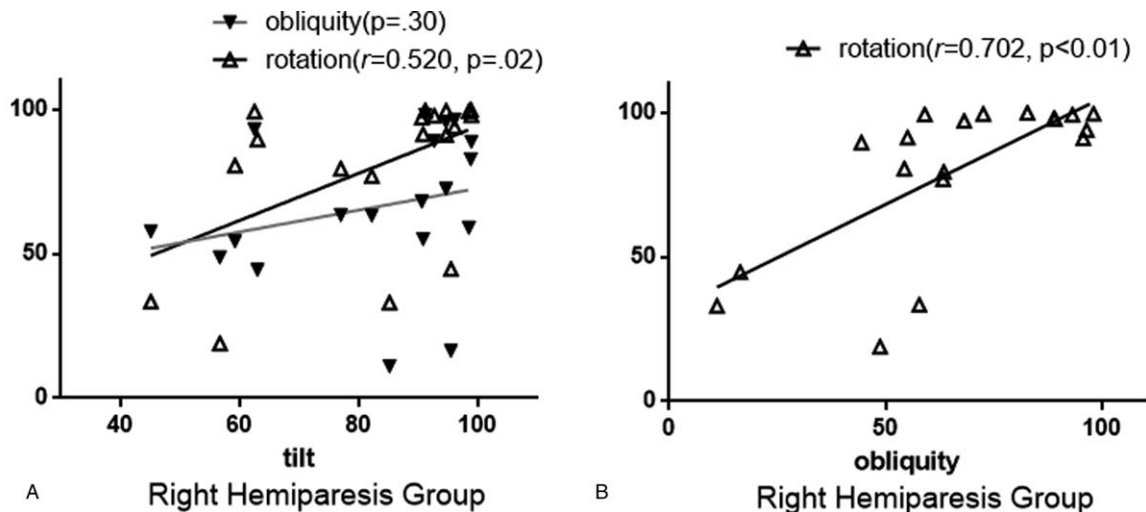 obliquity(p=.30)
rotation(r=0.520, p=.02)
100
50
0
40 60 80 100
tilt
A Right Hemiparesis Group
rotation(r=0.702, p<0.01)
100
50
0
0 50 100
obliquity
B Right Hemiparesis Group